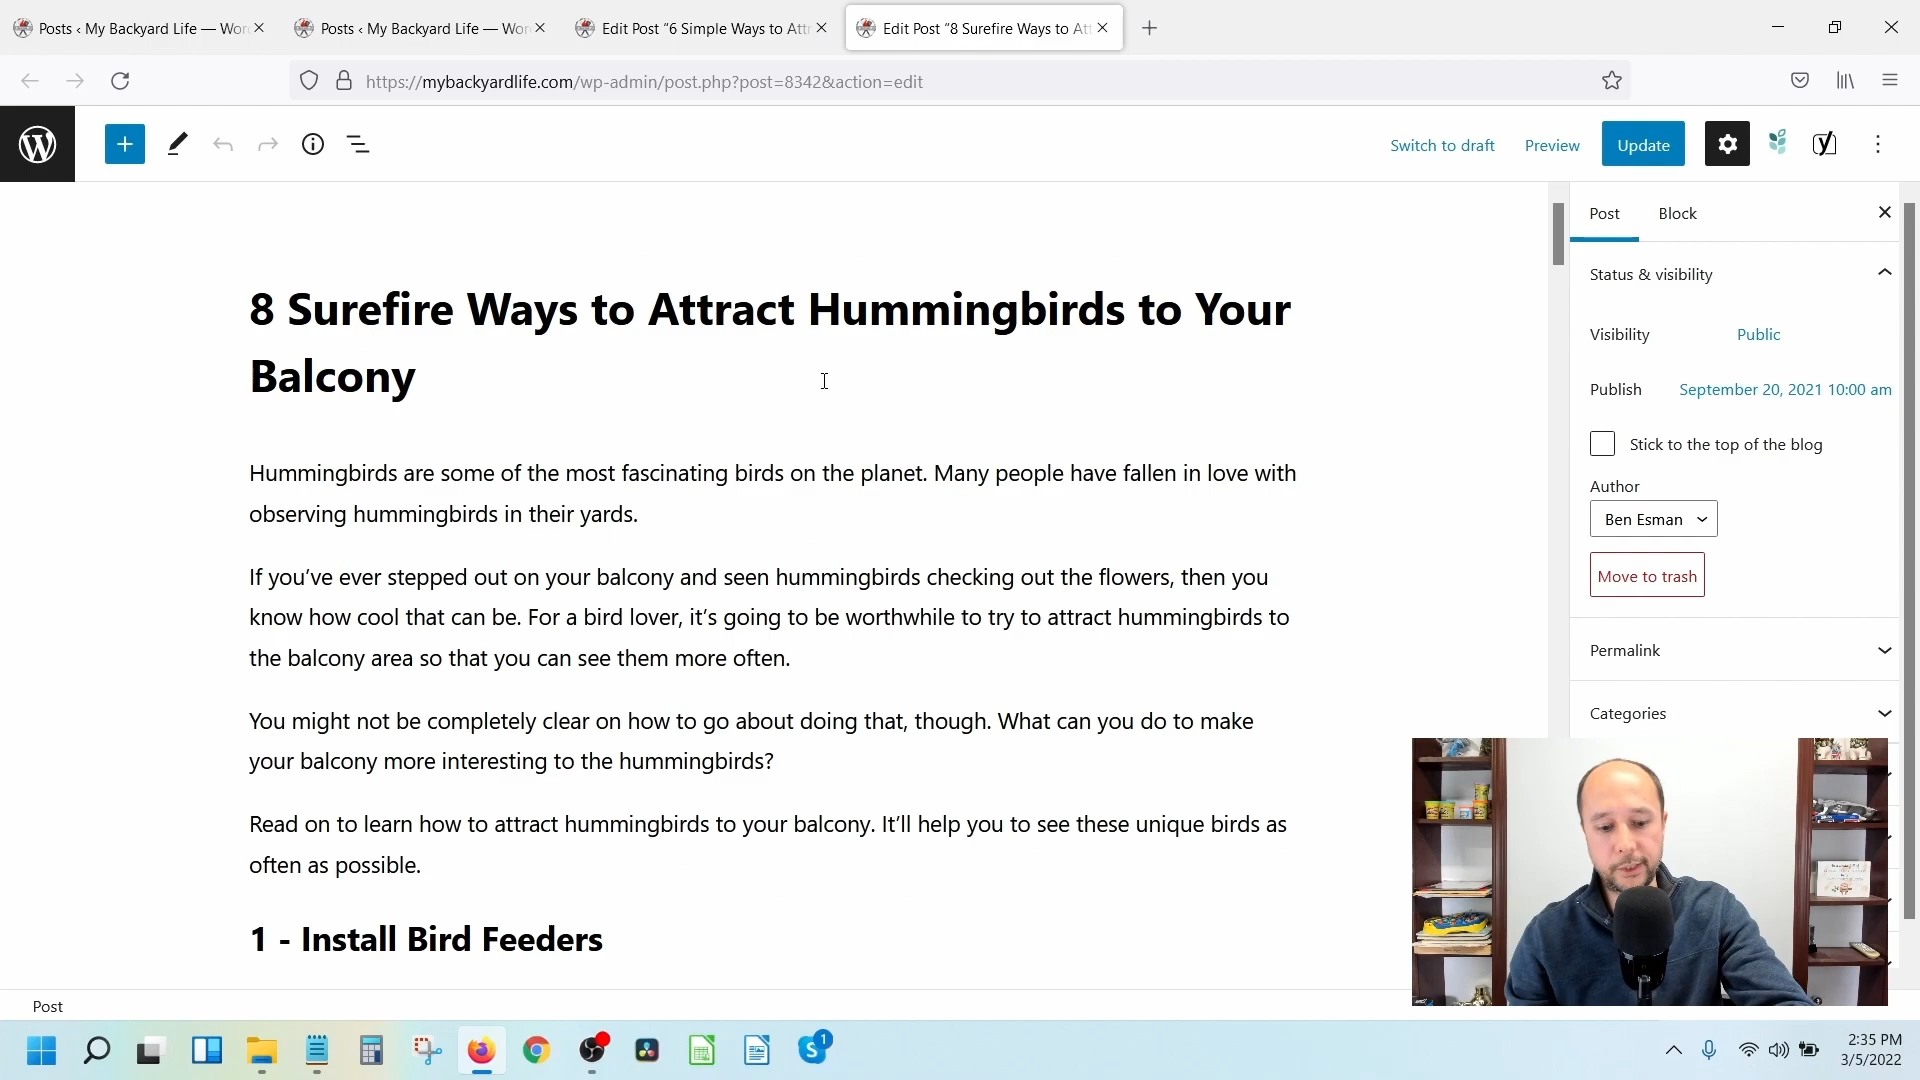 Posts ‹ My Backyard Life — Wor
Posts ‹ My Backyard Life — Wor
Edit Post “6 Simple Ways to Attr
Edit Post “8 Surefire Ways to At
https://mybackyardlife.com/wp-admin/post.php?post=8342&action=edit
Switch to draft
Preview
Update
Post
Block
8 Surefire Ways to Attract Hummingbirds to Your
Balcony
Hummingbirds are some of the most fascinating birds on the planet. Many people have fallen in love with
observing hummingbirds in their yards.
If you’ve ever stepped out on your balcony and seen hummingbirds checking out the flowers, then you
know how cool that can be. For a bird lover, it’s going to be worthwhile to try to attract hummingbirds to
the balcony area so that you can see them more often.
You might not be completely clear on how to go about doing that, though. What can you do to make
your balcony more interesting to the hummingbirds?
Read on to learn how to attract hummingbirds to your balcony. It’ll help you to see these unique birds as
often as possible.
1 - Install Bird Feeders
Status & visibility
Visibility
Public
Publish
September 20, 2021 10:00 am
Stick to the top of the blog
Author
Ben Esman
Move to trash
Permalink
Categories
Post
1
2:35 PM
3/5/2022